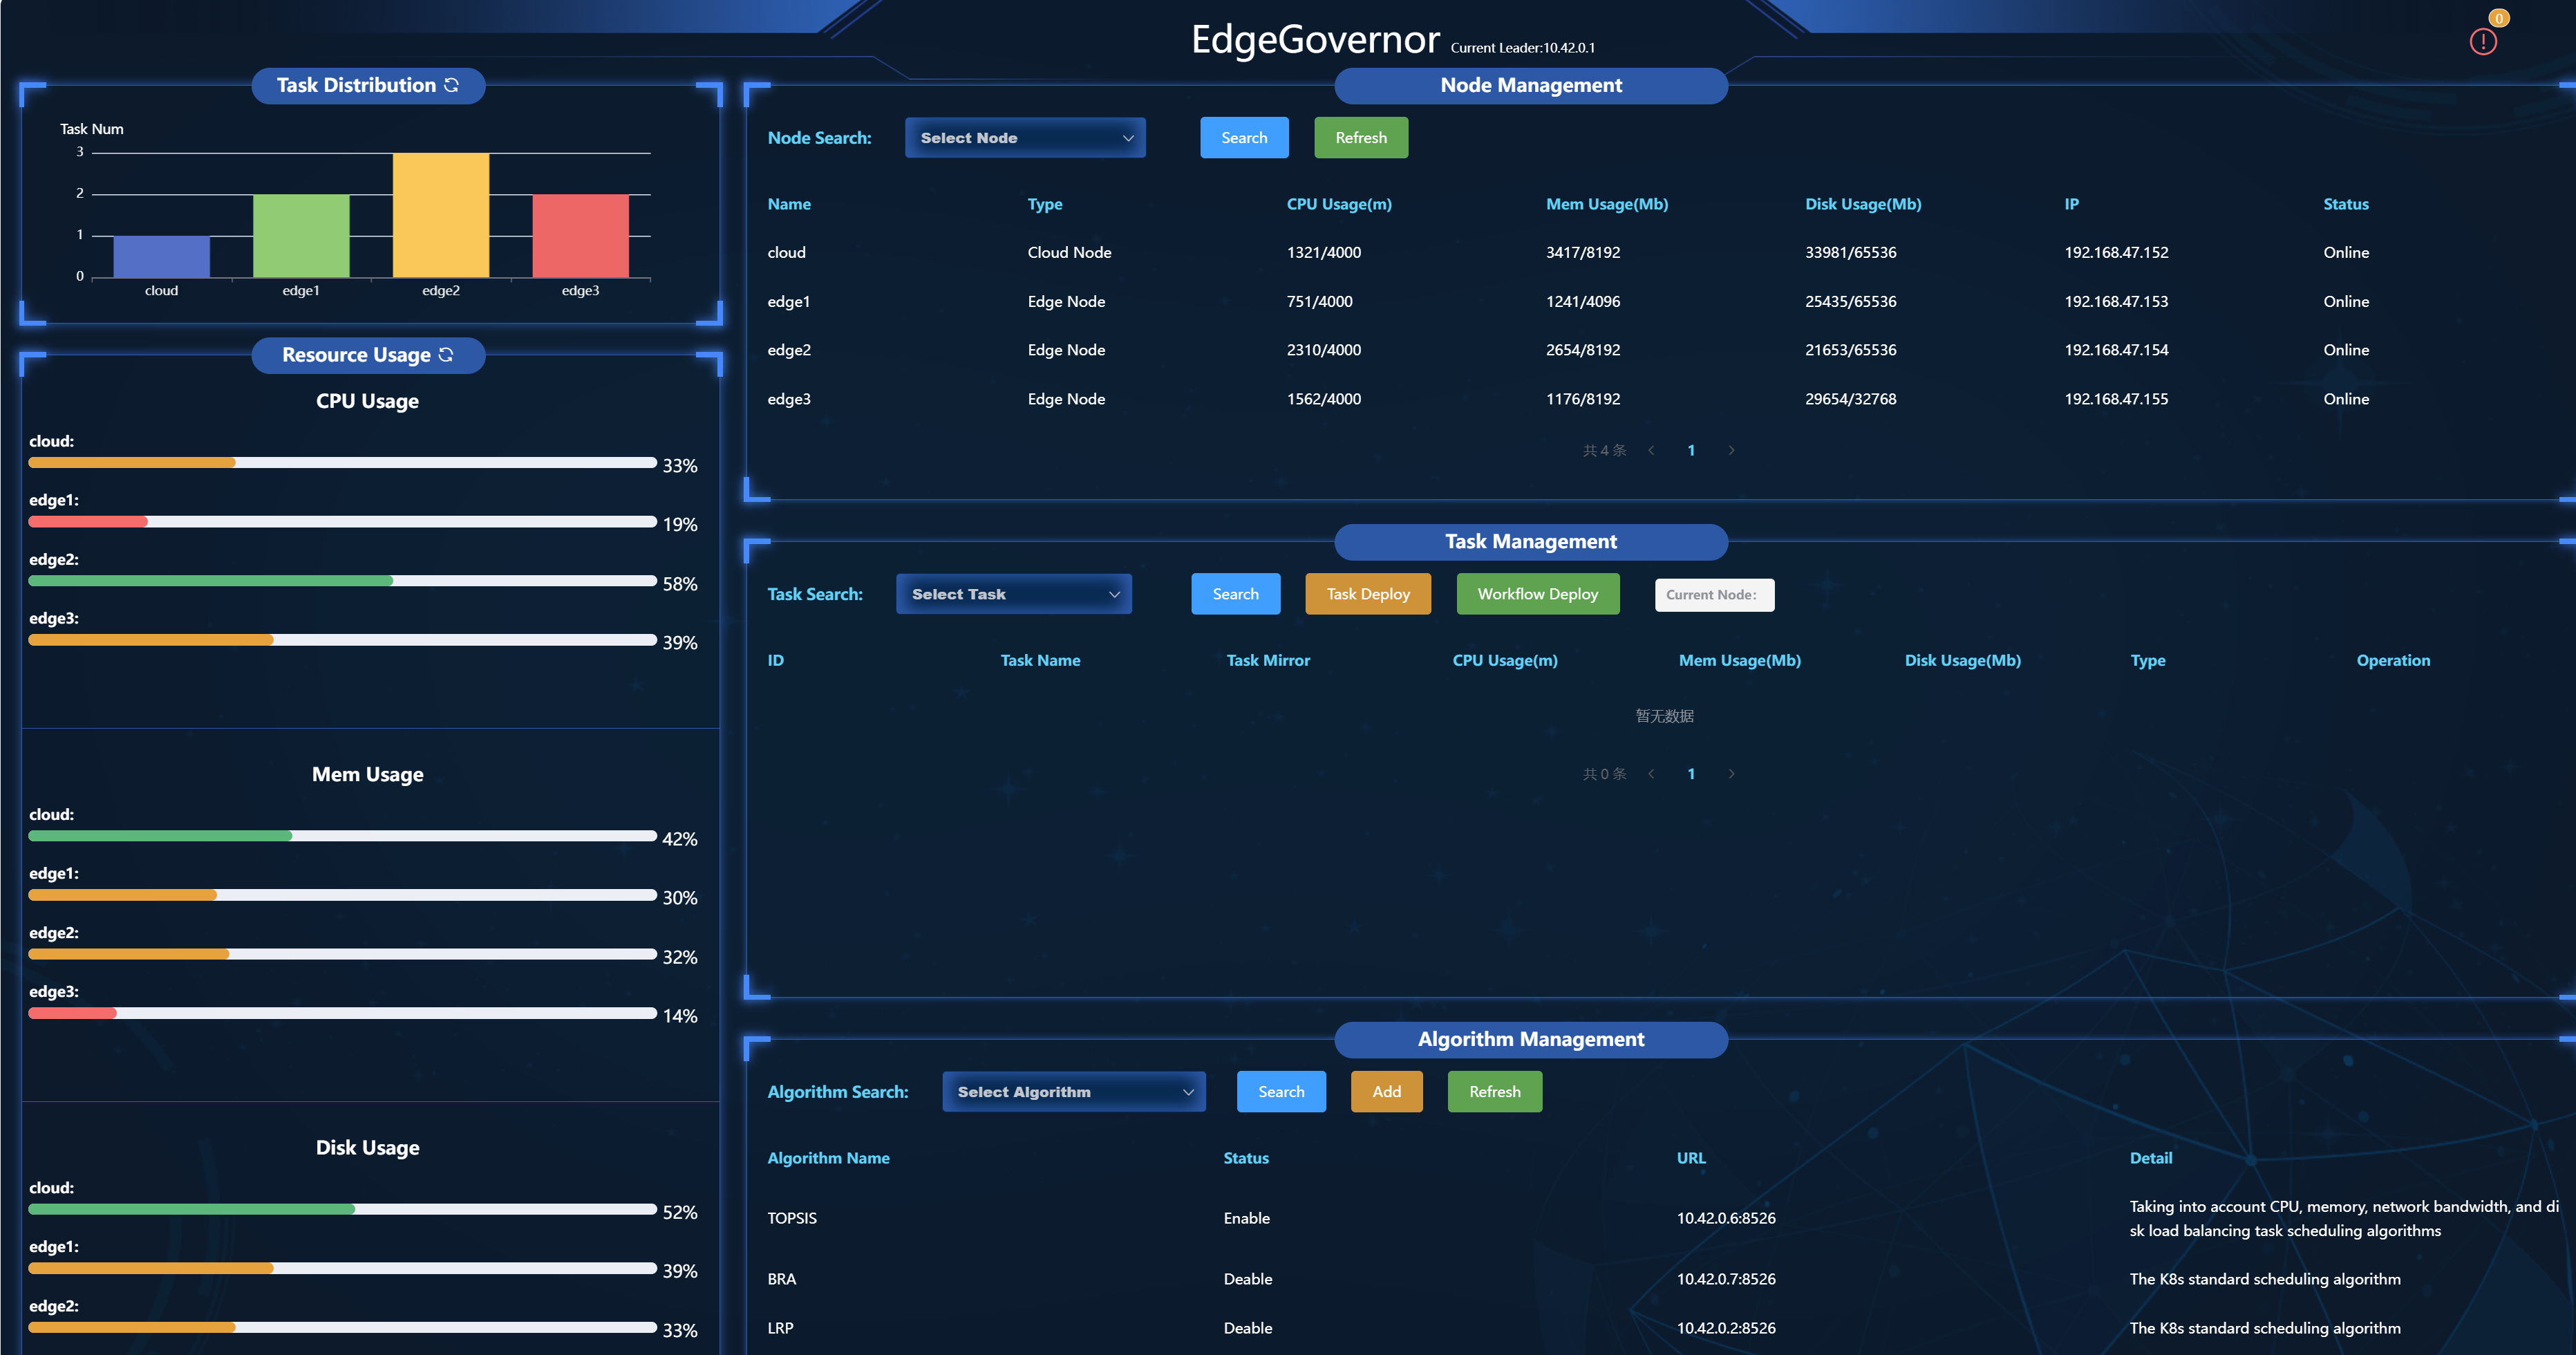 EdgeGovernor Current Leader:10.42.0.1
0
Task Distribution
Task Num
3
2
1
0
cloud edge1 edge2 edge3
Resource Usage
CPU Usage
cloud:
33%
edge1:
19%
edge2:
58%
edge3:
39%
Mem Usage
cloud:
42%
edge1:
30%
edge2:
32%
edge3:
14%
Disk Usage
cloud:
52%
edge1:
39%
edge2:
33%
Node Management
Node Search: Select Node Search Refresh
Name Type CPU Usage(m) Mem Usage(Mb) Disk Usage(Mb) IP Status
cloud Cloud Node 1321/4000 3417/8192 33981/65536 192.168.47.152 Online
edge1 Edge Node 751/4000 1241/4096 25435/65536 192.168.47.153 Online
edge2 Edge Node 2310/4000 2654/8192 21653/65536 192.168.47.154 Online
edge3 Edge Node 1562/4000 1176/8192 29654/32768 192.168.47.155 Online
共 4 条 1
Task Management
Task Search: Select Task Search Task Deploy Workflow Deploy Current Node:
ID Task Name Task Mirror CPU Usage(m) Mem Usage(Mb) Disk Usage(Mb) Type Operation
暂无数据
共 0 条 1
Algorithm Management
Algorithm Search: Select Algorithm Search Add Refresh
Algorithm Name Status URL Detail
TOPSIS Enable 10.42.0.6:8526 Taking into account CPU, memory, network bandwidth, and di
sk load balancing task scheduling algorithms
BRA Deable 10.42.0.7:8526 The K8s standard scheduling algorithm
LRP Deable 10.42.0.2:8526 The K8s standard scheduling algorithm